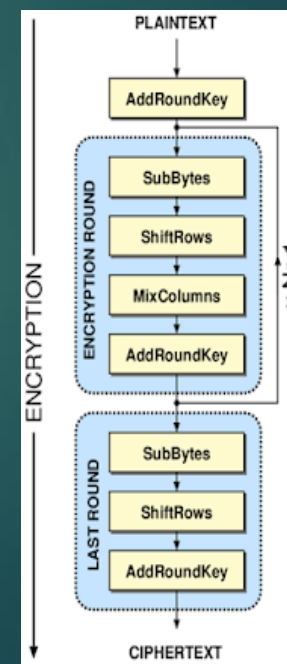 PLAINTEXT
AddRoundKey
ENCRYPTION
ENCRYPTION ROUND
SubBytes
ShiftRows
MixColumns
AddRoundKey
LAST ROUND
SubBytes
ShiftRows
AddRoundKey
CIPHERTEXT